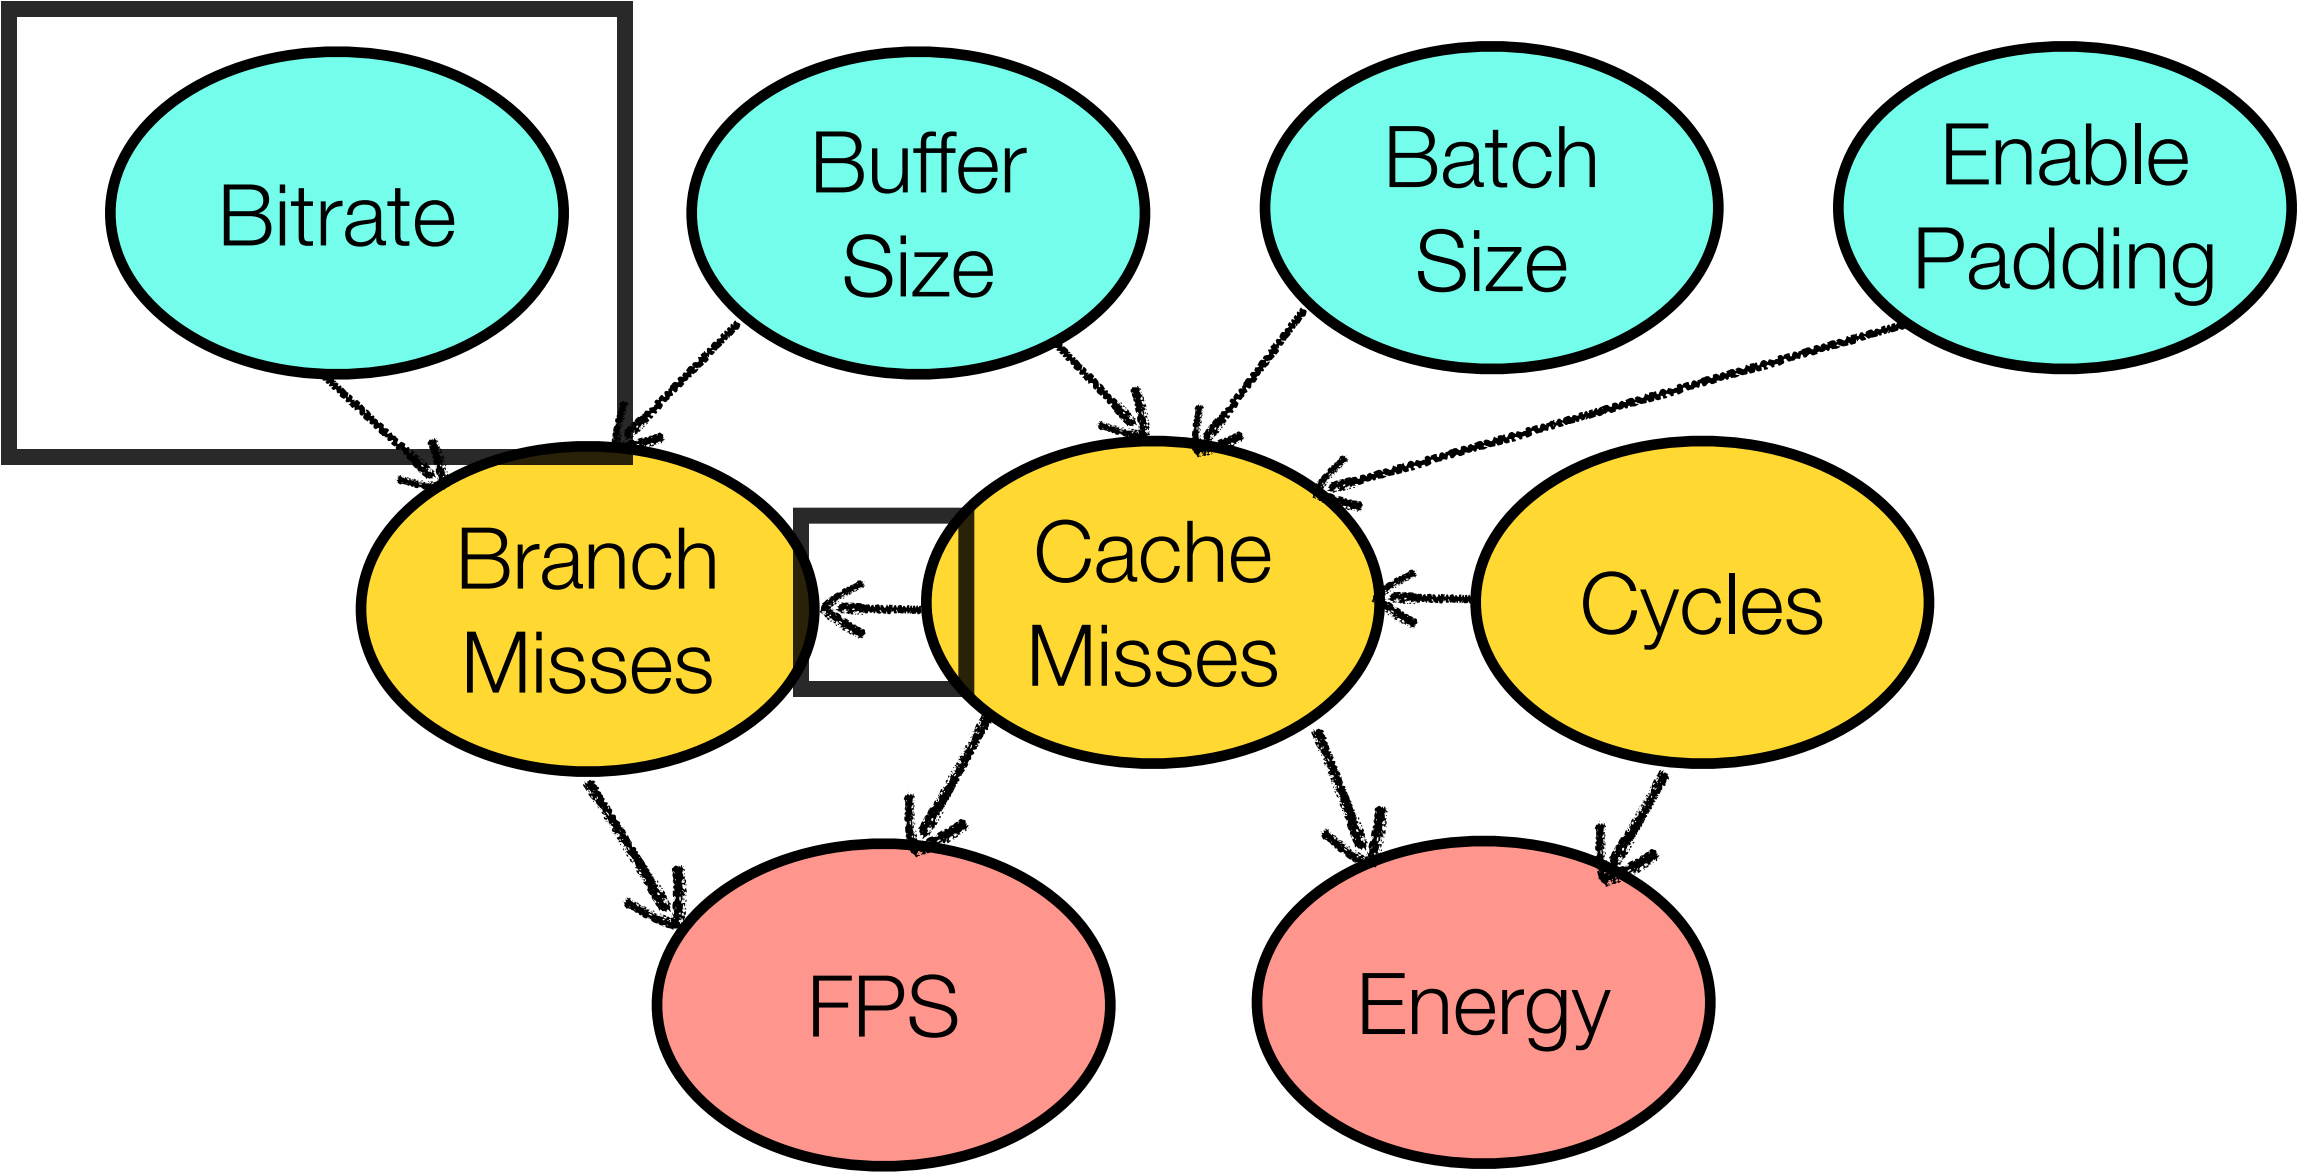 Bitrate
Buffer
Size
Batch
Size
Enable
Padding
Branch
Misses
Cache
Misses
Cycles
FPS
Energy